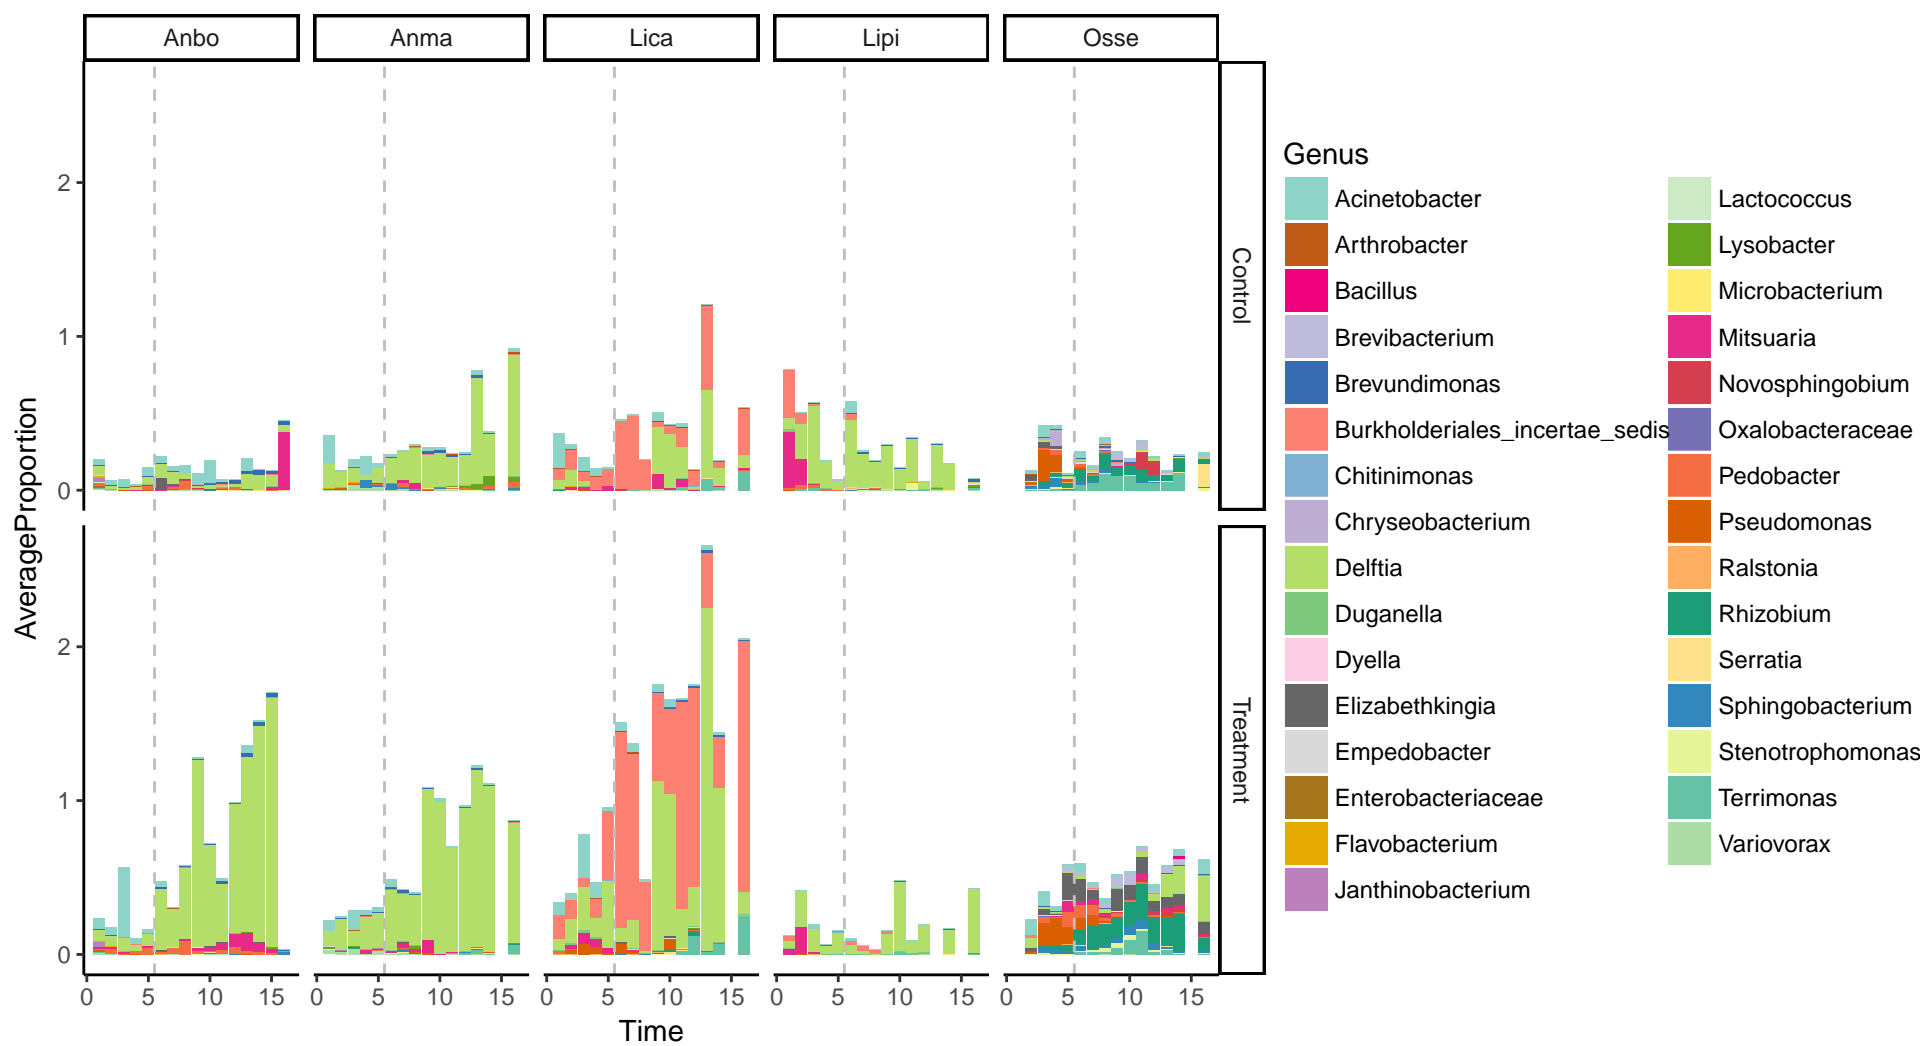 Anbo Anma Lica Lipi Osse
2
1
0
Control
2
1
0
Treatment
0 5 10 15 0 5 10 15 0 5 10 15 0 5 10 15 0 5 10 15
Time
AverageProportion
Genus
Acinetobacter
Arthrobacter
Bacillus
Brevibacterium
Brevundimonas
Burkholderiales_incertae_sedis
Chitinimonas
Chryseobacterium
Delftia
Duganella
Dyella
Elizabethkingia
Empedobacter
Enterobacteriaceae
Flavobacterium
Janthinobacterium
Lactococcus
Lysobacter
Microbacterium
Mitsuaria
Novosphingobium
Oxalobacteraceae
Pedobacter
Pseudomonas
Ralstonia
Rhizobium
Serratia
Sphingobacterium
Stenotrophomonas
Terrimonas
Variovorax